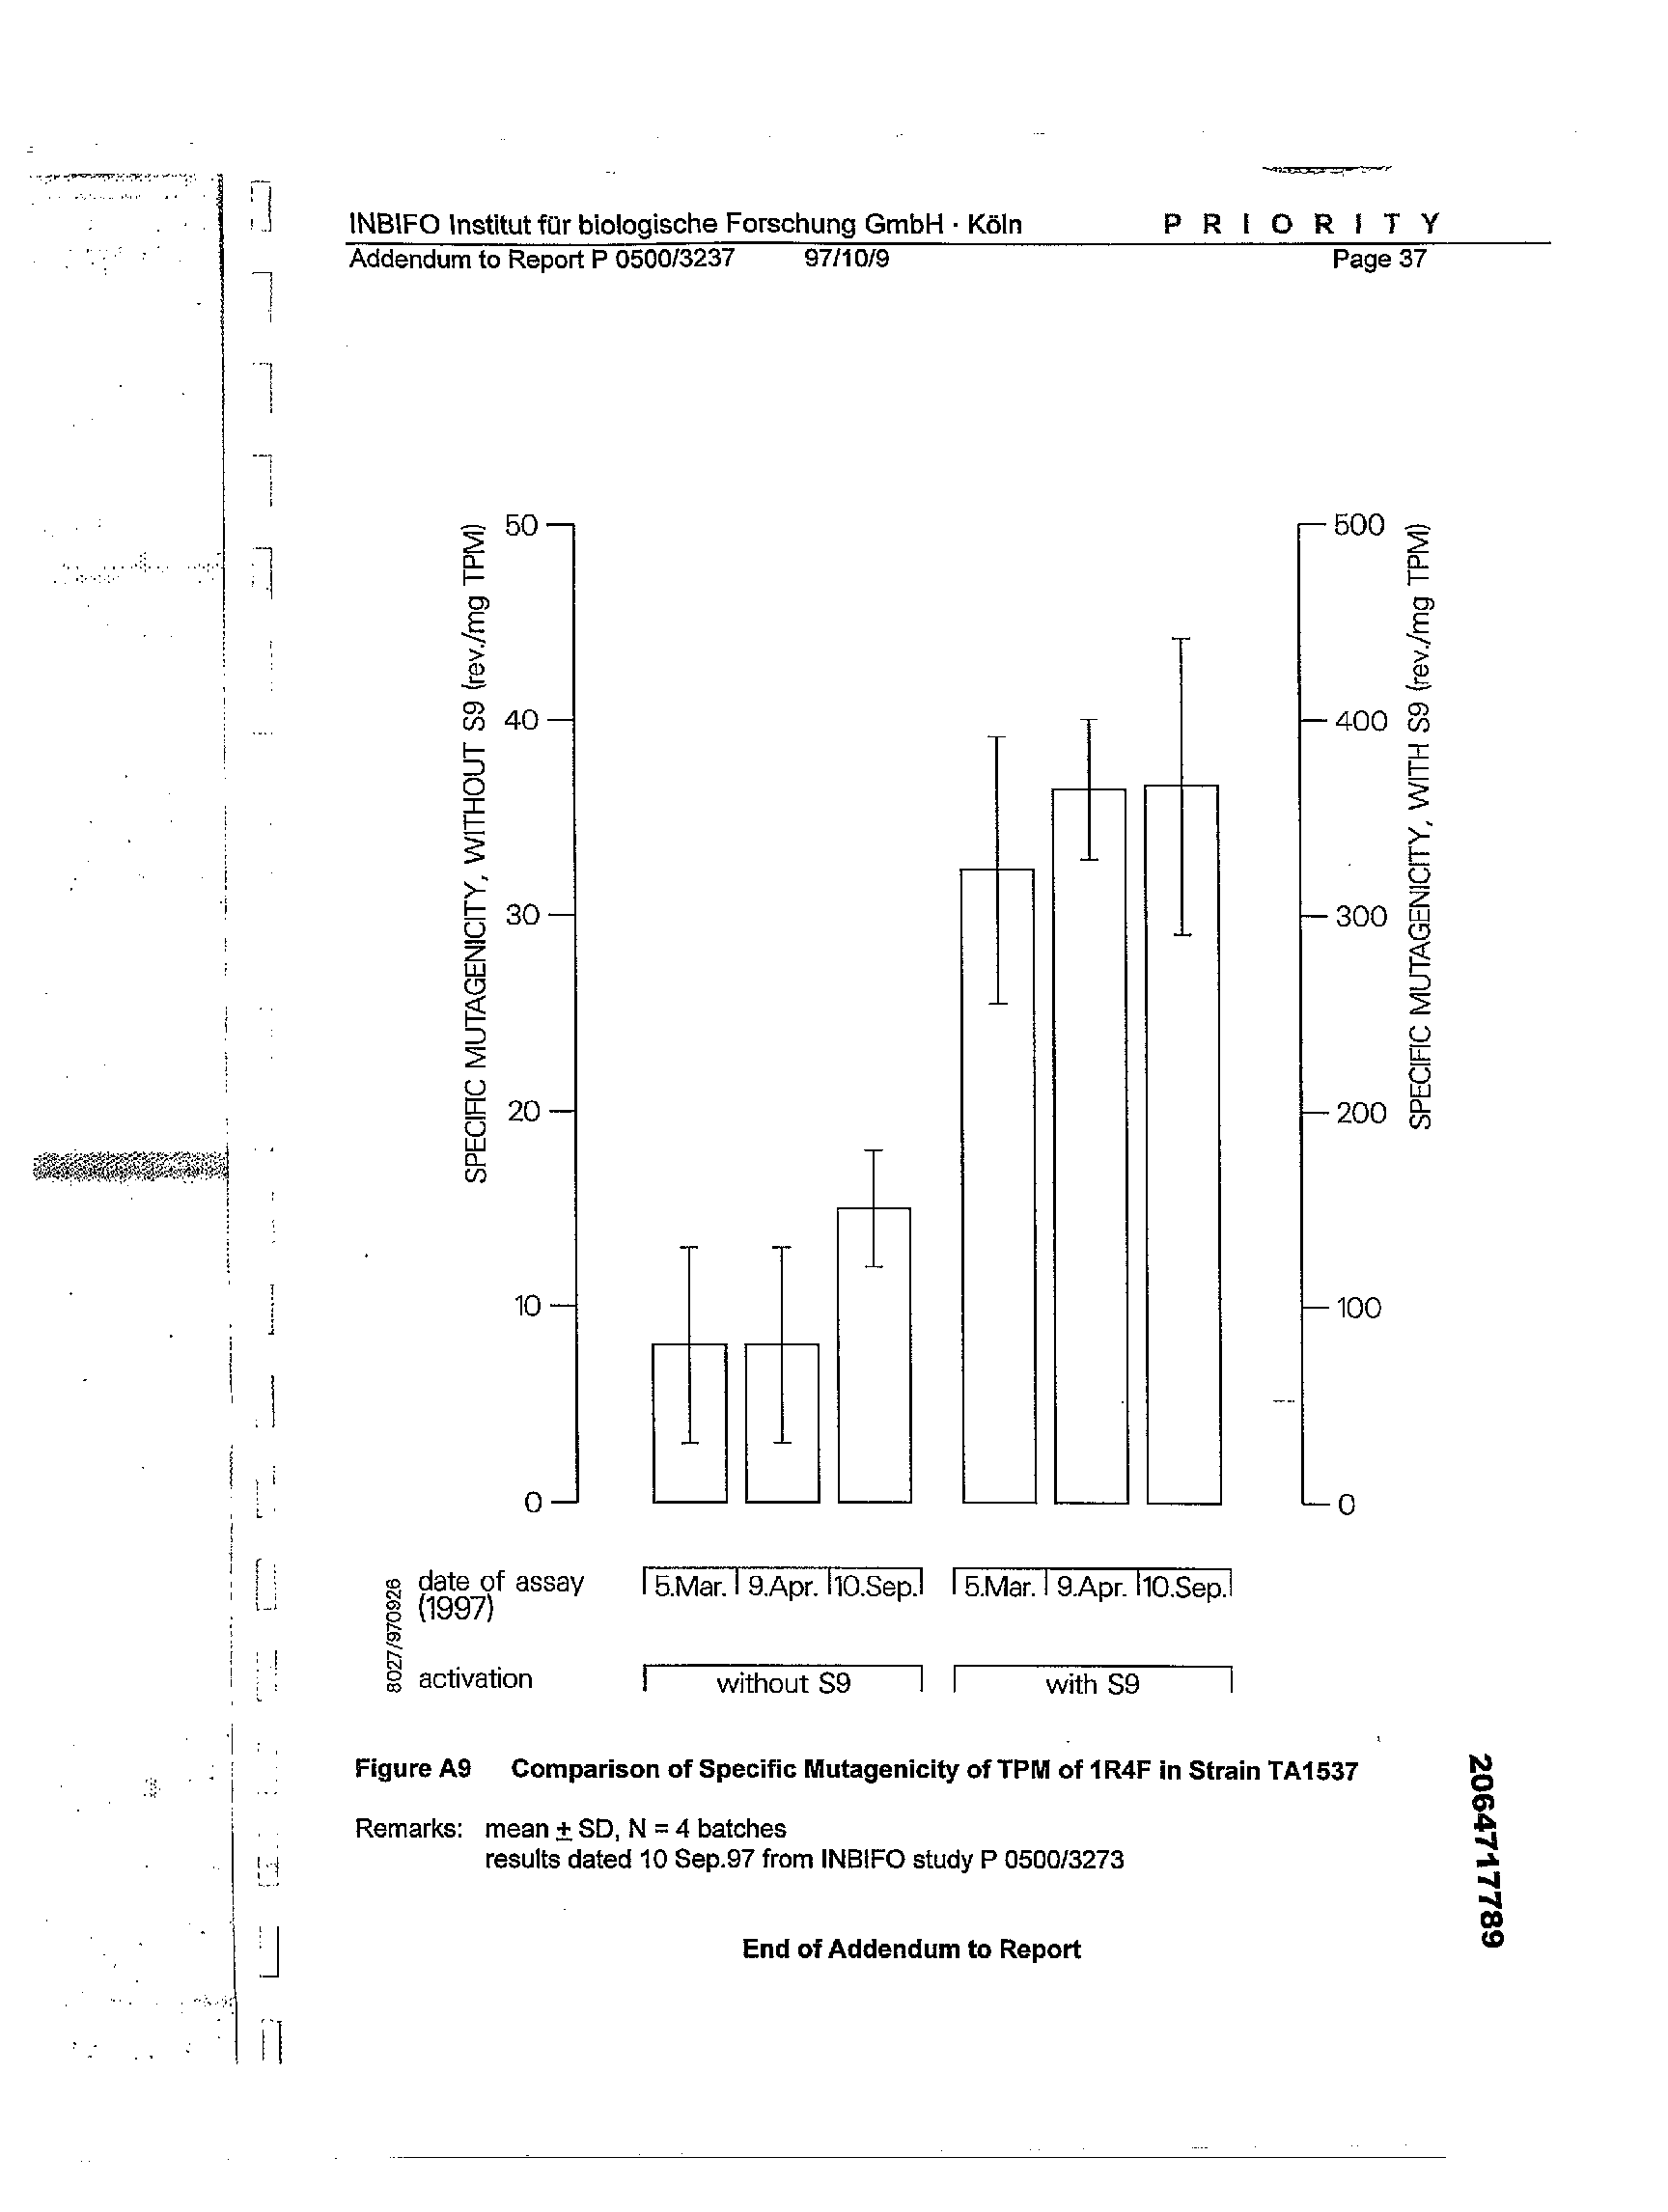 INBIFO Institut für biologische Forschung GmbH · Köln PRIORITY
Addendum to Report P 0500/3237 97/10/9 Page 37
SPECIFIC MUTAGENICITY, WITHOUT S9 (rev./mg TPM)
50
40
30
20
10
0
500
400
300
200
100
0
SPECIFIC MUTAGENICITY, WITH S9 (rev./mg TPM)
8027/970926
date of assay 5.Mar. 9.Apr. 10.Sep. 5.Mar. 9.Apr. 10.Sep.
(1997)
activation without S9 with S9
Figure A9 Comparison of Specific Mutagenicity of TPM of 1R4F in Strain TA1537
Remarks: mean ± SD, N = 4 batches
results dated 10 Sep.97 from INBIFO study P 0500/3273
End of Addendum to Report
2064717789